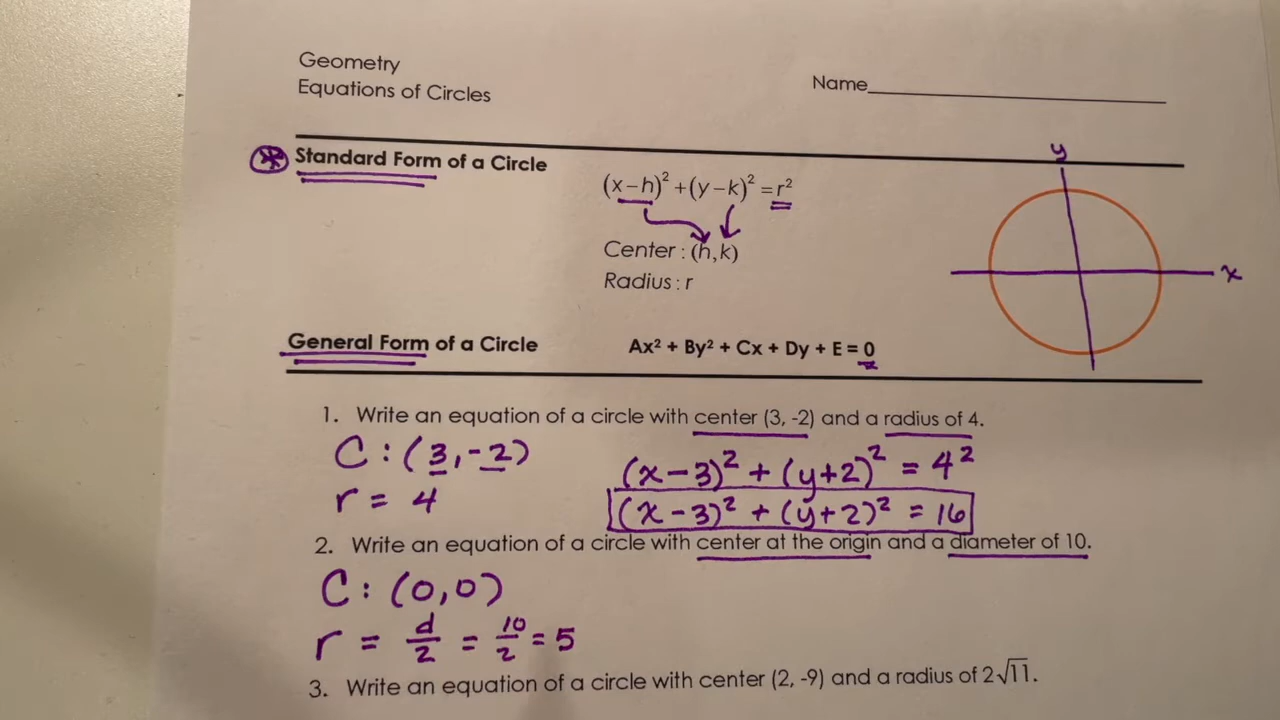 Geometry
Equations of Circles
Name
Standard Form of a Circle
(x-h)² + (y-k)² = r²
Center : (h,k)
Radius : r
y
x
General Form of a Circle
Ax² + By² + Cx + Dy + E = 0
1. Write an equation of a circle with center (3, -2) and a radius of 4.
C : (3, -2)
r = 4
(x-3)² + (y+2)² = 4²
(x-3)² + (y+2)² = 16
2. Write an equation of a circle with center at the origin and a diameter of 10.
C : (0,0)
r = d/2 = 10/2 = 5
3. Write an equation of a circle with center (2, -9) and a radius of 2√11.